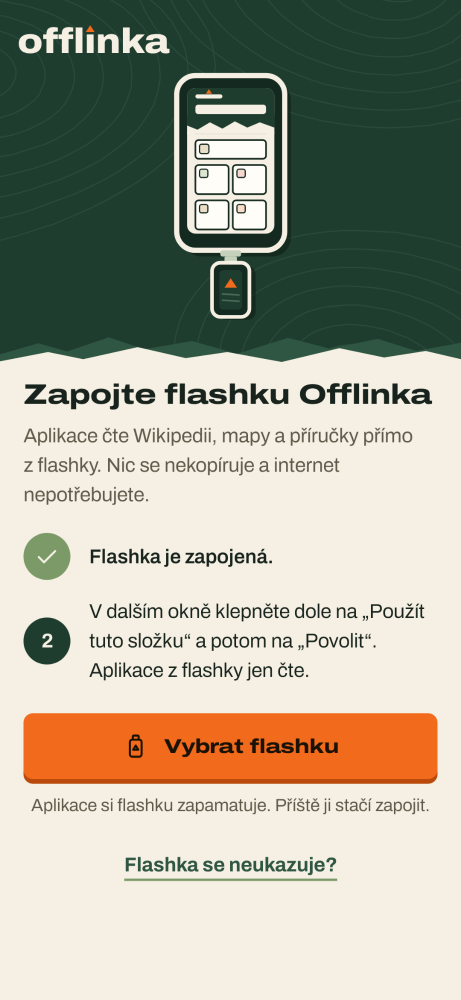 offlinka
Zapojte flashku Offlinka
Aplikace čte Wikipedii, mapy a příručky přímo
z flashky. Nic se nekopíruje a internet
nepotřebujete.
Flashka je zapojená.
V dalším okně klepněte dole na „Použít
2
tuto složku“ a potom na „Povolit“.
Aplikace z flashky jen čte.
Vybrat flashku
Aplikace si flashku zapamatuje. Příště ji stačí zapojit.
Flashka se neukazuje?